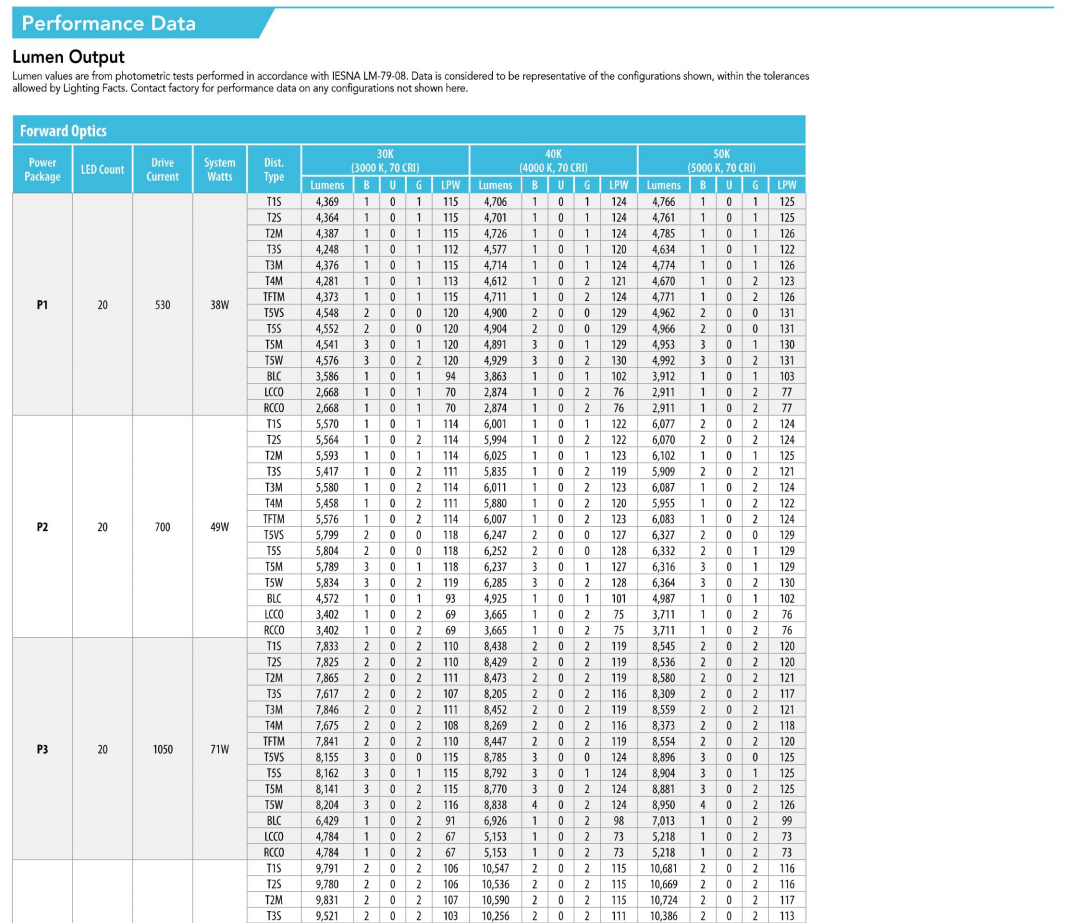 Performance Data
Lumen Output
Lumen values are from photometric tests performed in accordance with IESNA LM-79-08. Data is considered to be representative of the configurations shown, within the tolerances
allowed by Lighting Facts. Contact factory for performance data on any configurations not shown here.
Forward Optics
Power Package LED Count Drive Current System Watts Dist. Type 30K (3000 K, 70 CRI) 40K (4000 K, 70 CRI) 50K (5000 K, 70 CRI)
Lumens B U G LPW Lumens B U G LPW Lumens B U G LPW
P1 20 530 38W
T1S 4,369 1 0 1 115 4,706 1 0 1 124 4,766 1 0 1 125
T2S 4,364 1 0 1 115 4,701 1 0 1 124 4,761 1 0 1 125
T2M 4,387 1 0 1 115 4,726 1 0 1 124 4,785 1 0 1 126
T3S 4,248 1 0 1 112 4,577 1 0 1 120 4,634 1 0 1 122
T3M 4,376 1 0 1 115 4,714 1 0 1 124 4,774 1 0 1 126
T4M 4,281 1 0 1 113 4,612 1 0 2 121 4,670 1 0 2 123
TFTM 4,373 1 0 1 115 4,711 1 0 2 124 4,771 1 0 2 126
T5VS 4,548 2 0 0 120 4,900 2 0 0 129 4,962 2 0 0 131
T5S 4,552 2 0 0 120 4,904 2 0 0 129 4,966 2 0 0 131
T5M 4,541 3 0 1 120 4,891 3 0 1 129 4,953 3 0 1 130
T5W 4,576 3 0 2 120 4,929 3 0 2 130 4,992 3 0 2 131
BLC 3,586 1 0 1 94 3,863 1 0 1 102 3,912 1 0 1 103
LCCO 2,668 1 0 1 70 2,874 1 0 2 76 2,911 1 0 2 77
RCCO 2,668 1 0 1 70 2,874 1 0 2 76 2,911 1 0 2 77
P2 20 700 49W
T1S 5,570 1 0 1 114 6,001 1 0 1 122 6,077 2 0 2 124
T2S 5,564 1 0 2 114 5,994 1 0 2 122 6,070 2 0 2 124
T2M 5,593 1 0 1 114 6,025 1 0 1 123 6,102 1 0 1 125
T3S 5,417 1 0 2 111 5,835 1 0 2 119 5,909 2 0 2 121
T3M 5,580 1 0 2 114 6,011 1 0 2 123 6,087 1 0 2 124
T4M 5,458 1 0 2 111 5,880 1 0 2 120 5,955 1 0 2 122
TFTM 5,576 1 0 2 114 6,007 1 0 2 123 6,083 1 0 2 124
T5VS 5,799 2 0 0 118 6,247 2 0 0 127 6,327 2 0 0 129
T5S 5,804 2 0 0 118 6,252 2 0 0 128 6,332 2 0 1 129
T5M 5,789 3 0 1 118 6,237 3 0 1 127 6,316 3 0 1 129
T5W 5,834 3 0 2 119 6,285 3 0 2 128 6,364 3 0 2 130
BLC 4,572 1 0 1 93 4,925 1 0 1 101 4,987 1 0 1 102
LCCO 3,402 1 0 2 69 3,665 1 0 2 75 3,711 1 0 2 76
RCCO 3,402 1 0 2 69 3,665 1 0 2 75 3,711 1 0 2 76
P3 20 1050 71W
T1S 7,833 2 0 2 110 8,438 2 0 2 119 8,545 2 0 2 120
T2S 7,825 2 0 2 110 8,429 2 0 2 119 8,536 2 0 2 120
T2M 7,865 2 0 2 111 8,473 2 0 2 119 8,580 2 0 2 121
T3S 7,617 2 0 2 107 8,205 2 0 2 116 8,309 2 0 2 117
T3M 7,846 2 0 2 111 8,452 2 0 2 119 8,559 2 0 2 121
T4M 7,675 2 0 2 108 8,269 2 0 2 116 8,373 2 0 2 118
TFTM 7,841 2 0 2 110 8,447 2 0 2 119 8,554 2 0 2 120
T5VS 8,155 3 0 0 115 8,785 3 0 0 124 8,896 3 0 0 125
T5S 8,162 3 0 1 115 8,792 3 0 1 124 8,904 3 0 1 125
T5M 8,141 3 0 2 115 8,770 3 0 2 124 8,881 3 0 2 125
T5W 8,204 3 0 2 116 8,838 4 0 2 124 8,950 4 0 2 126
BLC 6,429 1 0 2 91 6,926 1 0 2 98 7,013 1 0 2 99
LCCO 4,784 1 0 2 67 5,153 1 0 2 73 5,218 1 0 2 73
RCCO 4,784 1 0 2 67 5,153 1 0 2 73 5,218 1 0 2 73
T1S 9,791 2 0 2 106 10,547 2 0 2 115 10,681 2 0 2 116
T2S 9,780 2 0 2 106 10,536 2 0 2 115 10,669 2 0 2 116
T2M 9,831 2 0 2 107 10,590 2 0 2 115 10,724 2 0 2 117
T3S 9,521 2 0 2 103 10,256 2 0 2 111 10,386 2 0 2 113